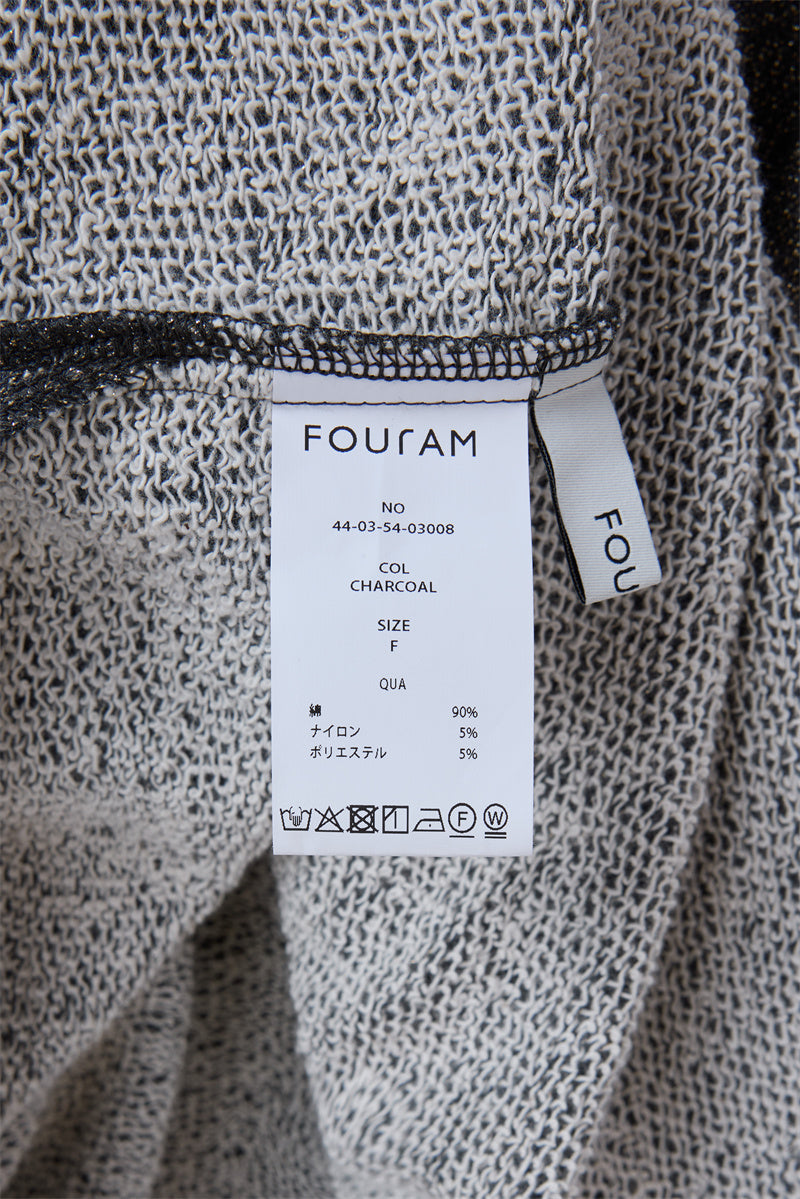 FOURAM
NO
44-03-54-03008
COL
CHARCOAL
SIZE
F
QUA
綿 90%
ナイロン 5%
ポリエステル 5%
F W
FOU